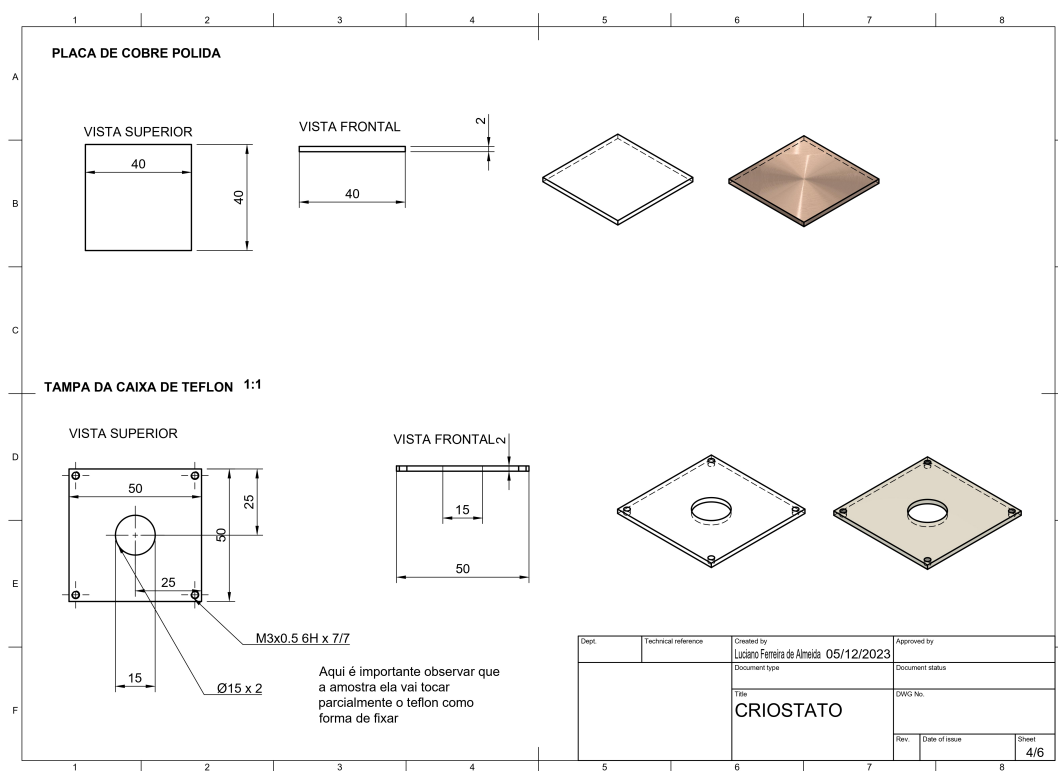 1 2 3 4 5 6 7 8
A
PLACA DE COBRE POLIDA
VISTA SUPERIOR
40
40
VISTA FRONTAL
2
40
B
C
TAMPA DA CAIXA DE TEFLON 1:1
VISTA SUPERIOR
50
25
50
25
15
M3x0.5 6H x 7/7
Ø15 x 2
VISTA FRONTAL
2
15
50
D
E
F
Aqui é importante observar que
a amostra ela vai tocar
parcialmente o teflon como
forma de fixar
Dept.
Technical reference
Created by
Luciano Ferreira de Almeida 05/12/2023
Approved by
Document type
Document status
Title
CRIOSTATO
DWG No.
Rev.
Date of issue
Sheet
4/6
1 2 3 4 5 6 7 8